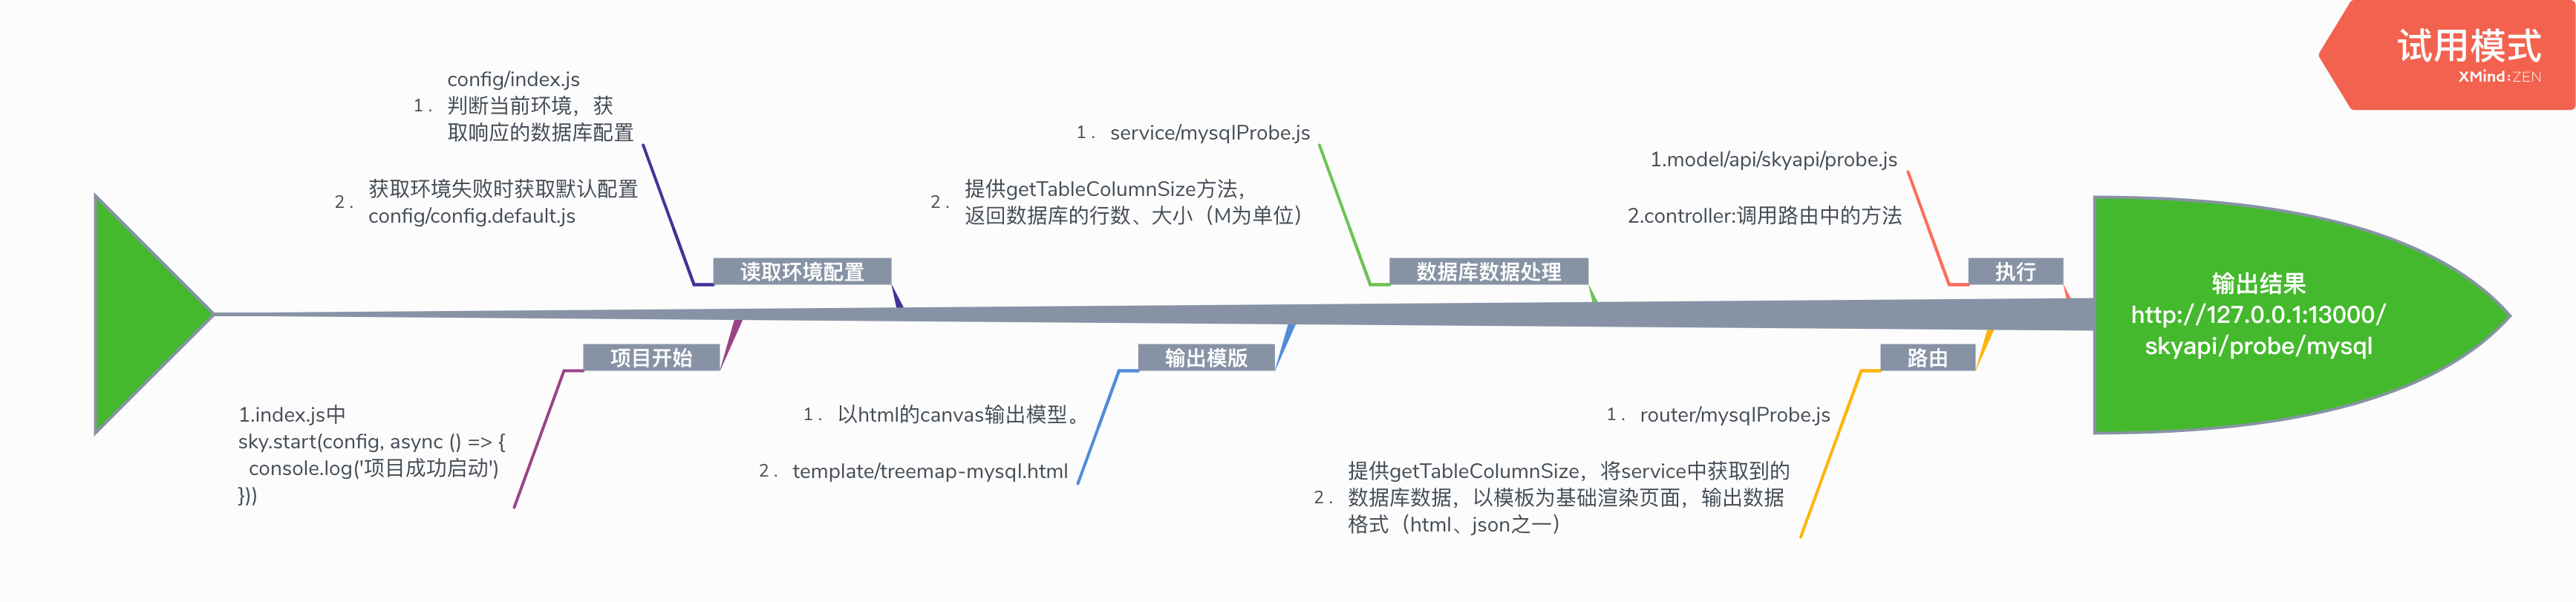 试用模式
XMind:ZEN
config/index.js
1. 判断当前环境，获
取响应的数据库配置
2. 获取环境失败时获取默认配置
config/config.default.js
读取环境配置
1. service/mysqlProbe.js
2. 提供getTableColumnSize方法，
返回数据库的行数、大小（M为单位）
数据库数据处理
1.model/api/skyapi/probe.js
2.controller:调用路由中的方法
执行
输出结果
http://127.0.0.1:13000/
skyapi/probe/mysql
项目开始
1.index.js中
sky.start(config, async () => {
console.log('项目成功启动')
}))
输出模版
1. 以html的canvas输出模型。
2. template/treemap-mysql.html
路由
1. router/mysqlProbe.js
提供getTableColumnSize，将service中获取到的
2. 数据库数据，以模板为基础渲染页面，输出数据
格式（html、json之一）